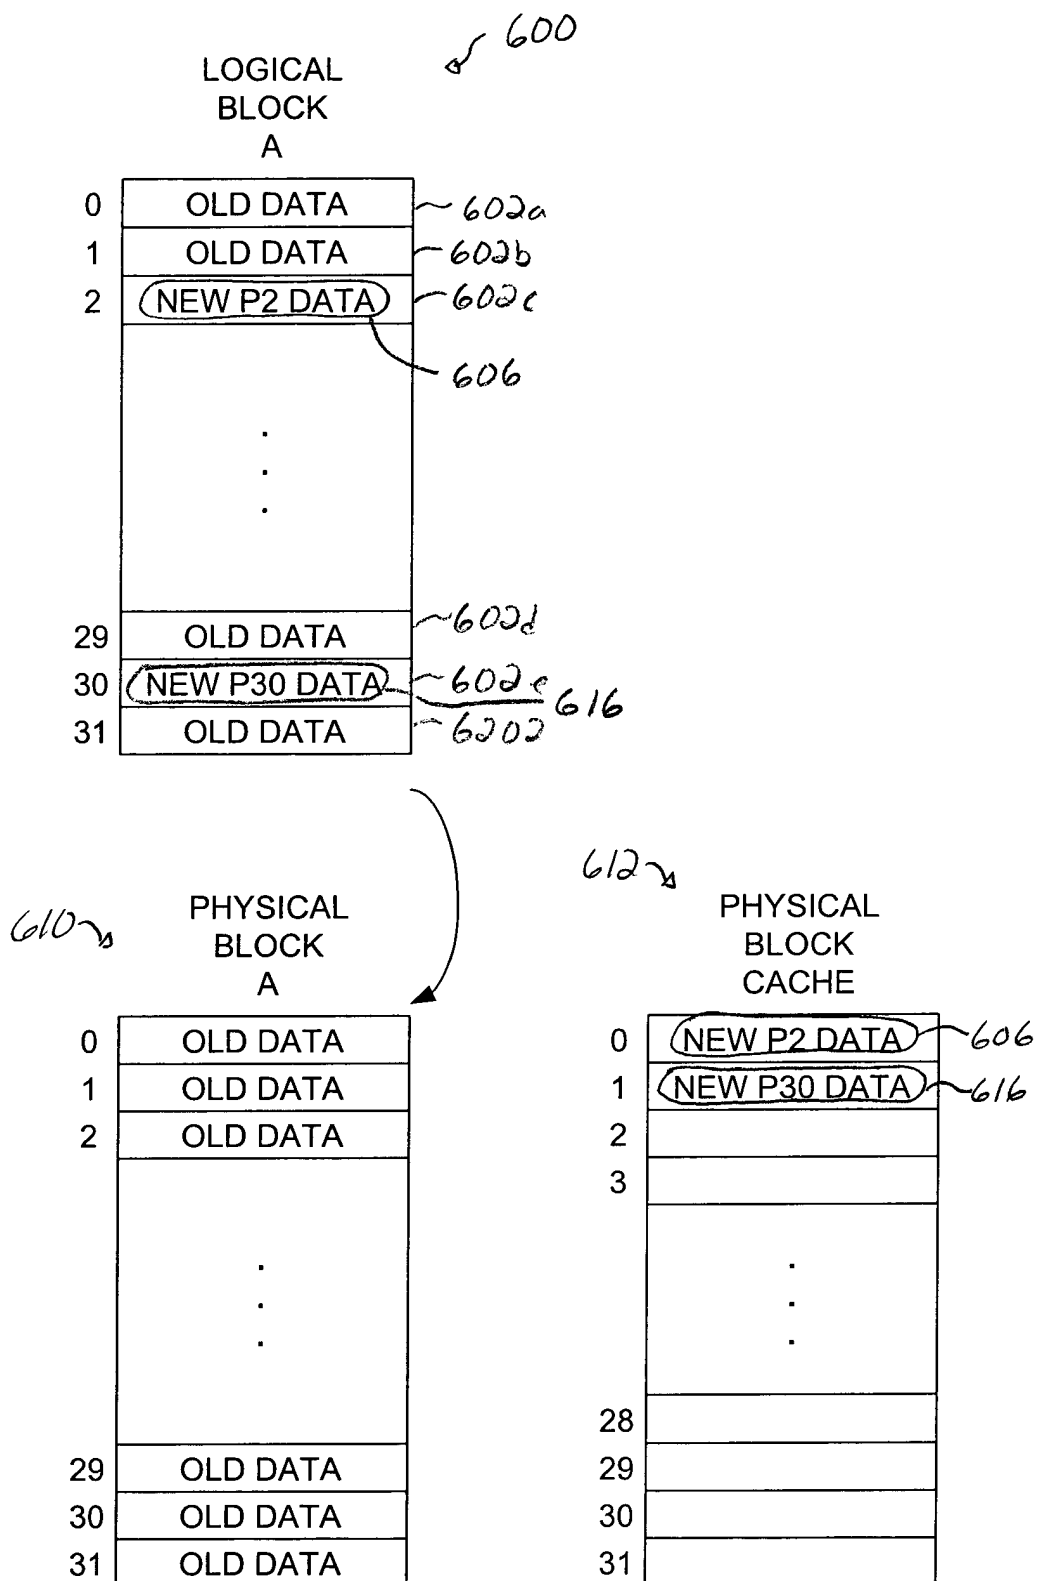 600
LOGICAL
BLOCK
A
0 OLD DATA 602a
1 OLD DATA 602b
2 NEW P2 DATA 602c
606
.
.
.
29 OLD DATA 602d
30 NEW P30 DATA 602e
616
31 OLD DATA 6202
610
PHYSICAL
BLOCK
A
0 OLD DATA
1 OLD DATA
2 OLD DATA
.
.
.
29 OLD DATA
30 OLD DATA
31 OLD DATA
612
PHYSICAL
BLOCK
CACHE
0 NEW P2 DATA 606
1 NEW P30 DATA 616
2
3
.
.
.
28
29
30
31